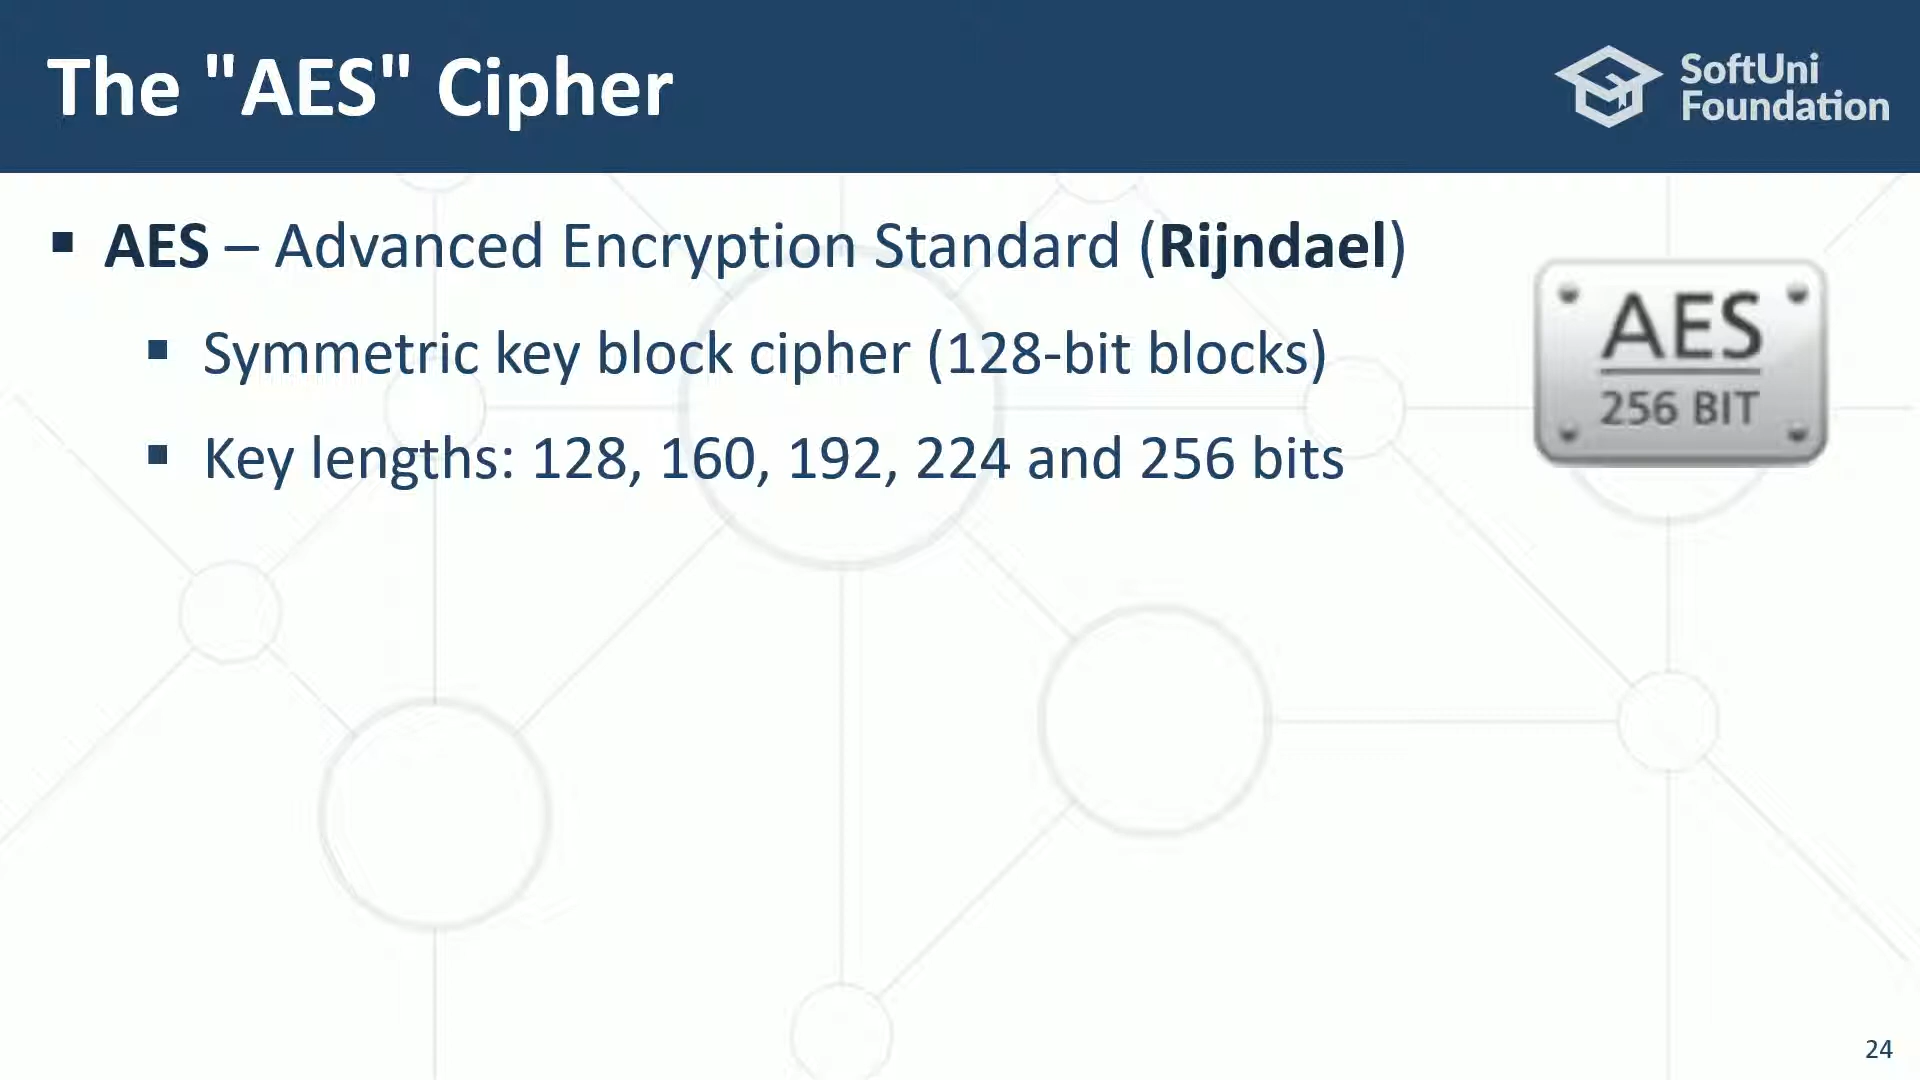 The "AES" Cipher
SoftUni
Foundation
▪ AES – Advanced Encryption Standard (Rijndael)
▪ Symmetric key block cipher (128-bit blocks)
▪ Key lengths: 128, 160, 192, 224 and 256 bits
AES
256 BIT
24